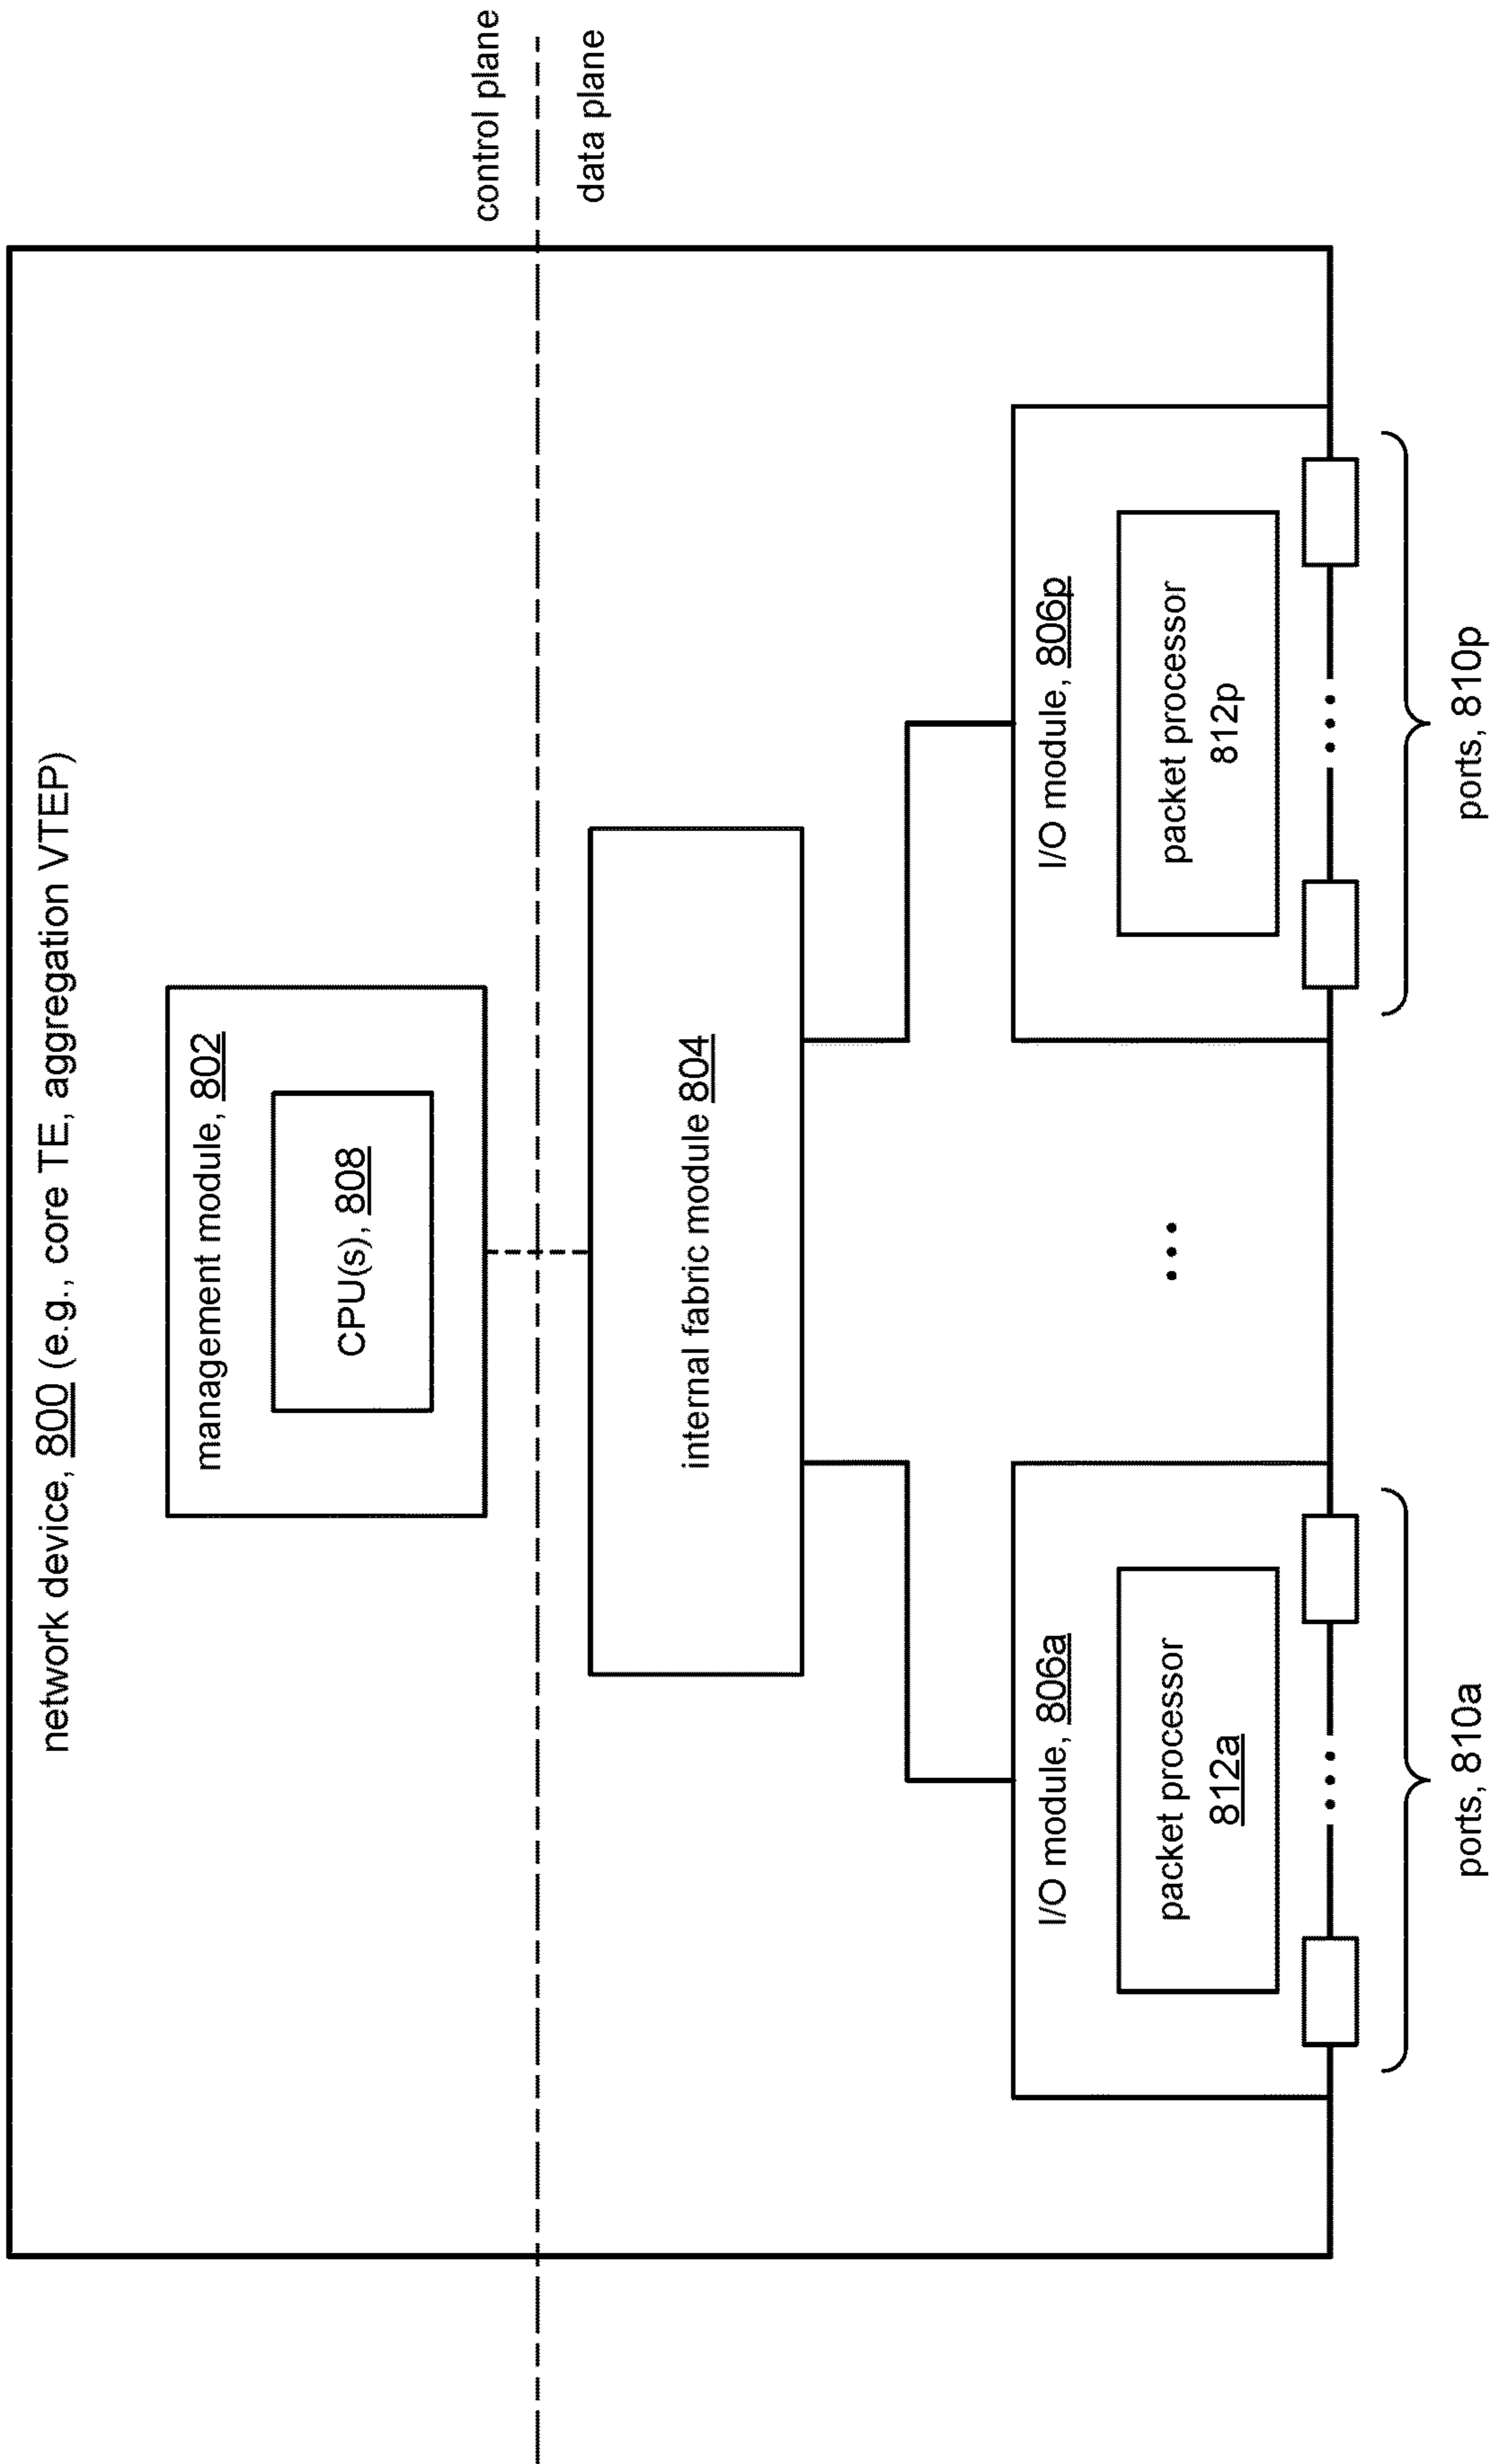 network device, 800 (e.g., core TE, aggregation VTEP)
management module, 802
CPU(s), 808
control plane
data plane
internal fabric module 804
I/O module, 806a
packet processor
812a
ports, 810a
...
I/O module, 806p
packet processor
812p
ports, 810p